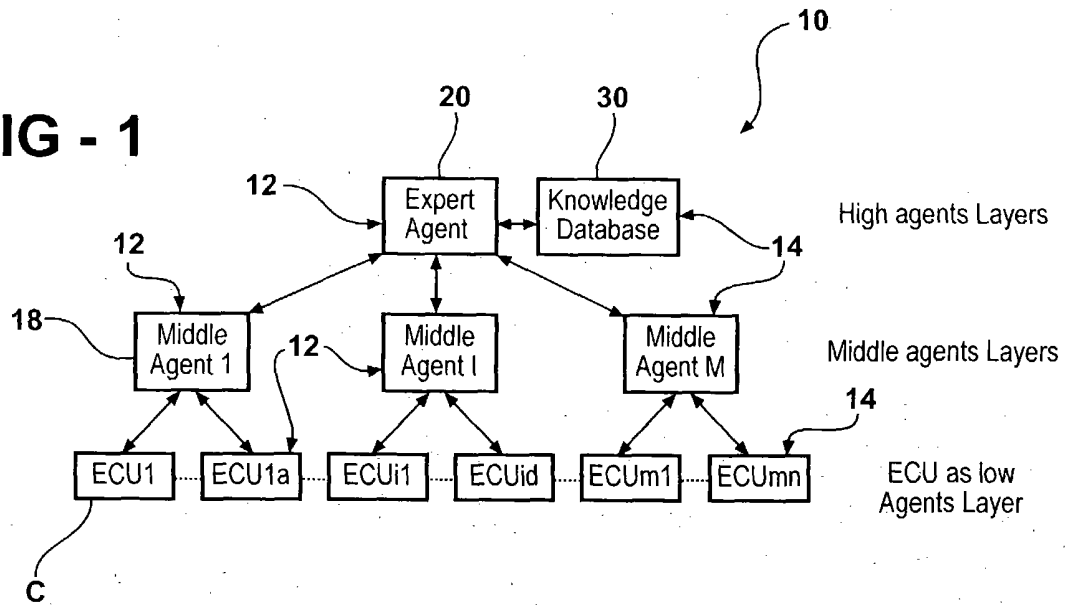 10
IG - 1
20
30
12
Expert
Agent
Knowledge
Database
High agents Layers
12
14
18
Middle
Agent 1
12
Middle
Agent I
Middle
Agent M
Middle agents Layers
14
ECU1
ECU1a
ECUi1
ECUid
ECUm1
ECUmn
ECU as low
Agents Layer
C